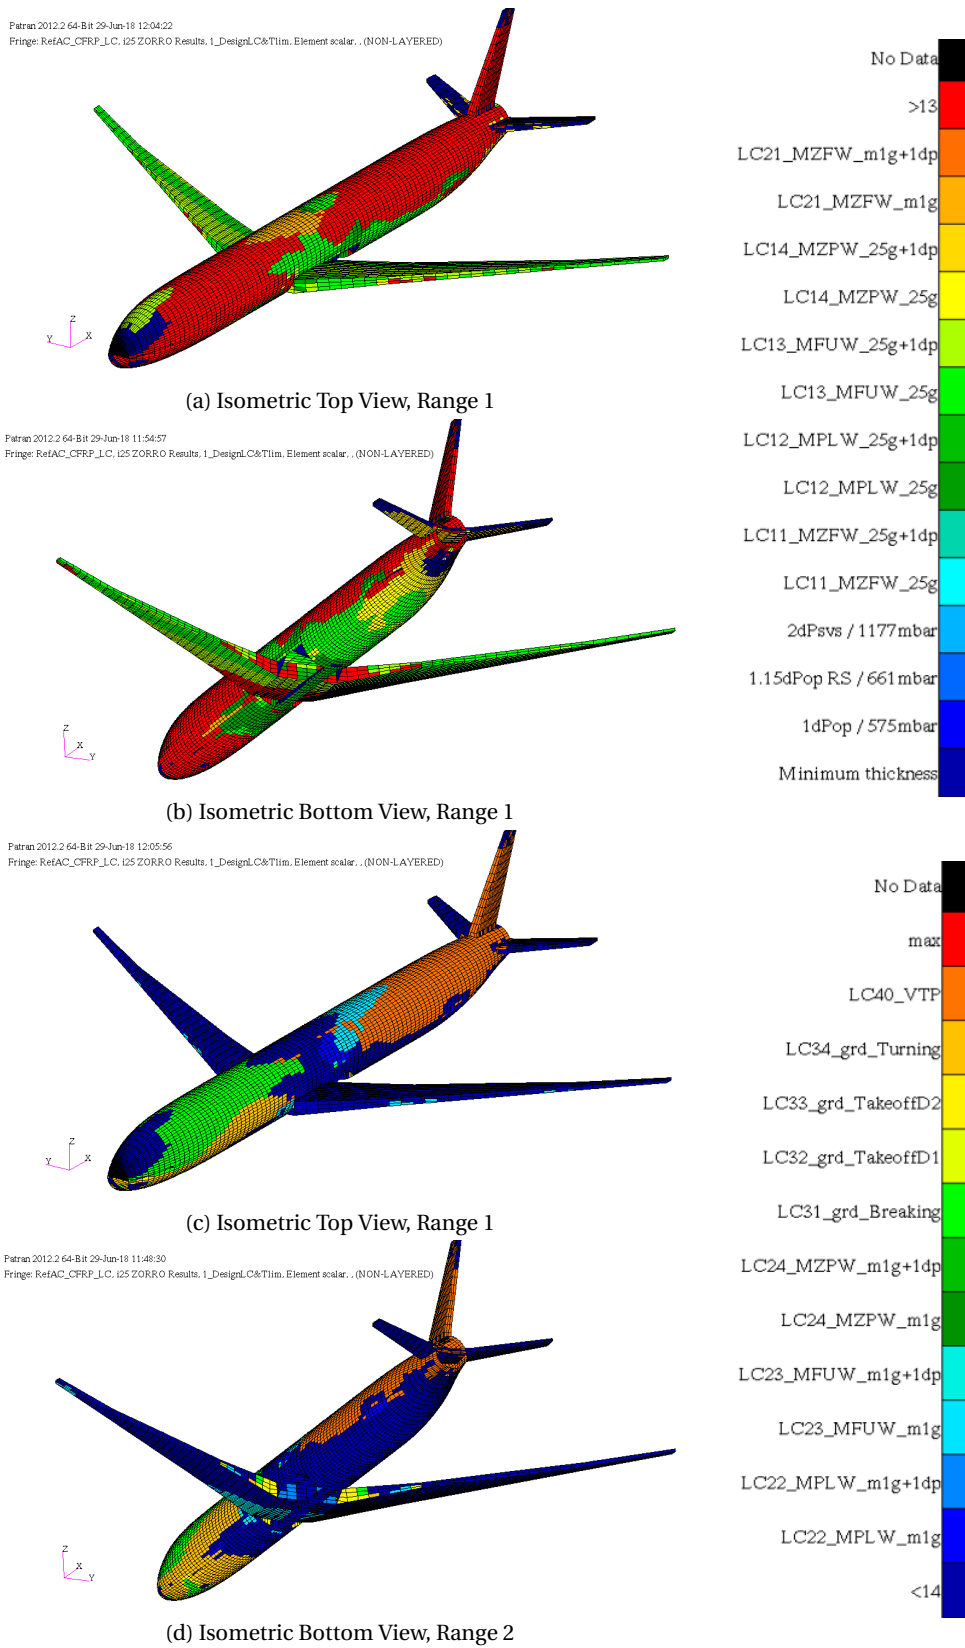 Patran 2012.2 64-Bit 29-Jun-18 12:04:22
Fringe: RefAC_CFRP_LC, i25 ZORRO Results, 1_DesignLC&Tlim, Element scalar, , (NON-LAYERED)
No Data
>13
LC21_MZFW_m1g+1dp
LC21_MZFW_m1g
LC14_MZPW_25g+1dp
LC14_MZPW_25g
LC13_MFUW_25g+1dp
LC13_MFUW_25g
LC12_MPLW_25g+1dp
LC12_MPLW_25g
LC11_MZFW_25g+1dp
LC11_MZFW_25g
2dPsvs / 1177mbar
1.15dPop RS / 661mbar
1dPop / 575mbar
Minimum thickness
Z
Y X
(a) Isometric Top View, Range 1
Patran 2012.2 64-Bit 29-Jun-18 11:54:57
Fringe: RefAC_CFRP_LC, i25 ZORRO Results, 1_DesignLC&Tlim, Element scalar, , (NON-LAYERED)
Z
X
Y
(b) Isometric Bottom View, Range 1
Patran 2012.2 64-Bit 29-Jun-18 12:05:56
Fringe: RefAC_CFRP_LC, i25 ZORRO Results, 1_DesignLC&Tlim, Element scalar, , (NON-LAYERED)
No Data
max
LC40_VTP
LC34_grd_Turning
LC33_grd_TakeoffD2
LC32_grd_TakeoffD1
LC31_grd_Breaking
LC24_MZPW_m1g+1dp
LC24_MZPW_m1g
LC23_MFUW_m1g+1dp
LC23_MFUW_m1g
LC22_MPLW_m1g+1dp
LC22_MPLW_m1g
<14
Z
Y X
(c) Isometric Top View, Range 1
Patran 2012.2 64-Bit 29-Jun-18 11:48:30
Fringe: RefAC_CFRP_LC, i25 ZORRO Results, 1_DesignLC&Tlim, Element scalar, , (NON-LAYERED)
Z
X
Y
(d) Isometric Bottom View, Range 2